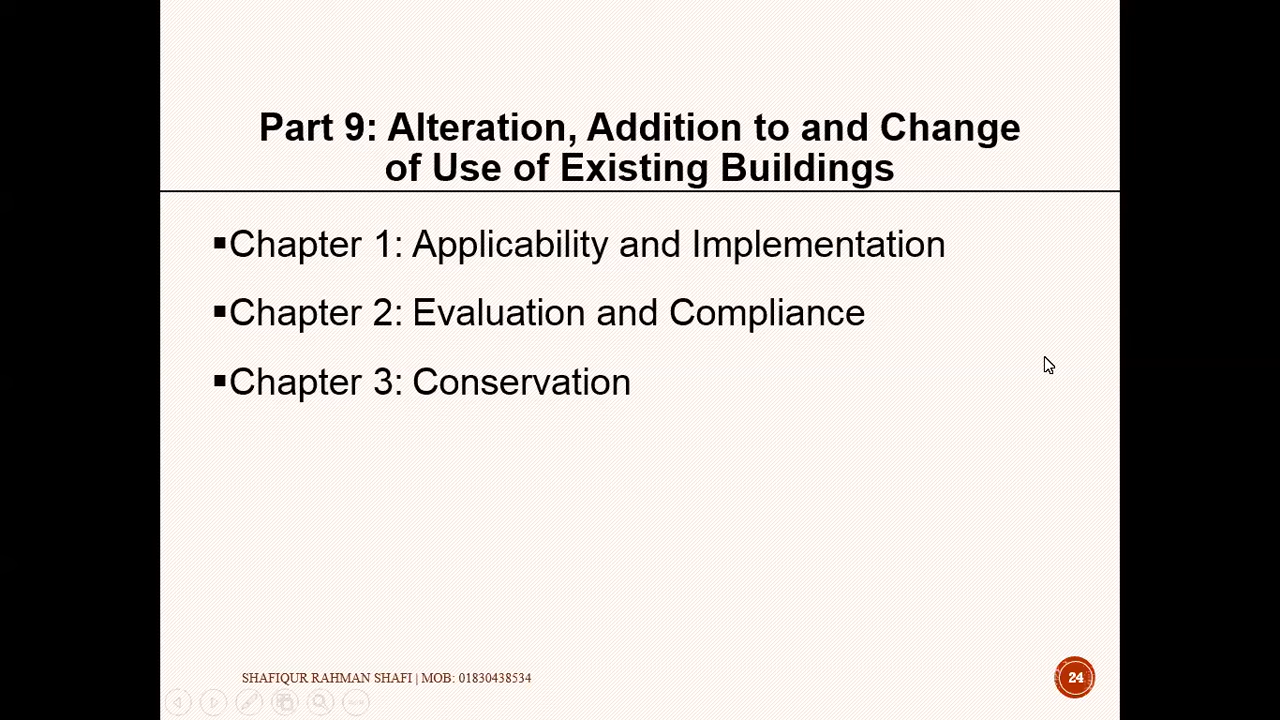 Part 9: Alteration, Addition to and Change
of Use of Existing Buildings
▪Chapter 1: Applicability and Implementation
▪Chapter 2: Evaluation and Compliance
▪Chapter 3: Conservation
SHAFIQUR RAHMAN SHAFI | MOB: 01830438534
24